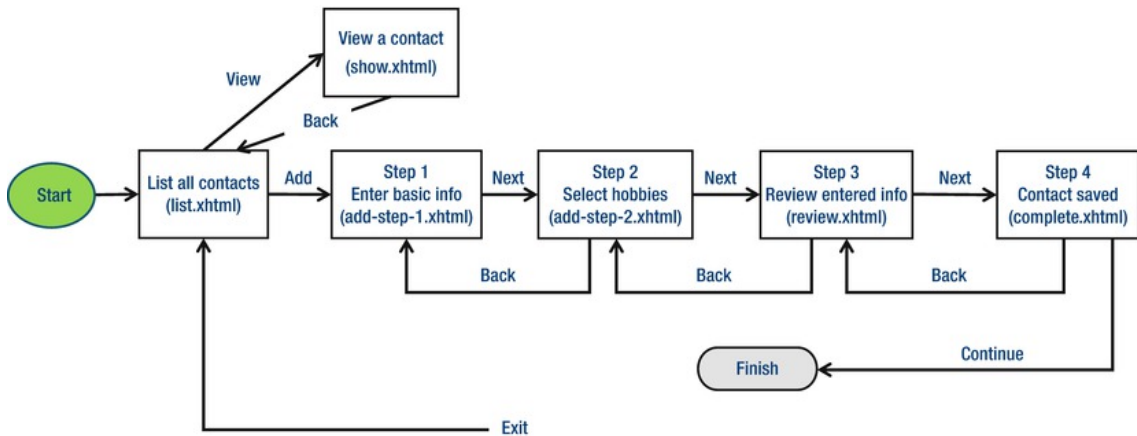 View a contact
(show.xhtml)
View
Back
Start
List all contacts
(list.xhtml)
Add
Step 1
Enter basic info
(add-step-1.xhtml)
Next
Step 2
Select hobbies
(add-step-2.xhtml)
Next
Step 3
Review entered info
(review.xhtml)
Next
Step 4
Contact saved
(complete.xhtml)
Back
Back
Back
Finish
Continue
Exit